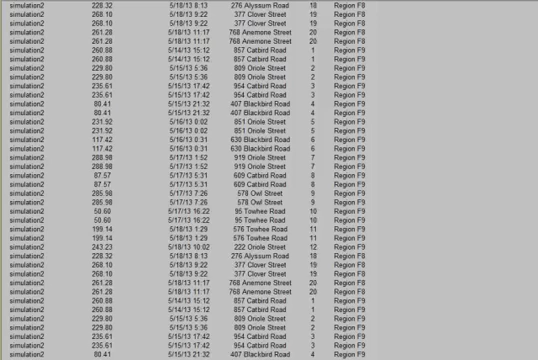 simulation2 228.32 5/18/13 8:13 276 Alyssum Road 18 Region F8
simulation2 268.10 5/18/13 9:22 377 Clover Street 19 Region F8
simulation2 268.10 5/18/13 9:22 377 Clover Street 19 Region F8
simulation2 261.28 5/18/13 11:17 768 Anemone Street 20 Region F8
simulation2 261.28 5/18/13 11:17 768 Anemone Street 20 Region F8
simulation2 260.88 5/14/13 15:12 857 Catbird Road 1 Region F9
simulation2 260.88 5/14/13 15:12 857 Catbird Road 1 Region F9
simulation2 229.80 5/15/13 5:36 809 Oriole Street 2 Region F9
simulation2 229.80 5/15/13 5:36 809 Oriole Street 2 Region F9
simulation2 235.61 5/15/13 17:42 954 Catbird Road 3 Region F9
simulation2 235.61 5/15/13 17:42 954 Catbird Road 3 Region F9
simulation2 80.41 5/15/13 21:32 407 Blackbird Road 4 Region F9
simulation2 80.41 5/15/13 21:32 407 Blackbird Road 4 Region F9
simulation2 231.92 5/16/13 0:02 851 Oriole Street 5 Region F9
simulation2 231.92 5/16/13 0:02 851 Oriole Street 5 Region F9
simulation2 117.42 5/16/13 0:31 630 Blackbird Road 6 Region F9
simulation2 117.42 5/16/13 0:31 630 Blackbird Road 6 Region F9
simulation2 288.98 5/17/13 1:52 919 Oriole Street 7 Region F9
simulation2 288.98 5/17/13 1:52 919 Oriole Street 7 Region F9
simulation2 87.57 5/17/13 5:31 609 Catbird Road 8 Region F9
simulation2 87.57 5/17/13 5:31 609 Catbird Road 8 Region F9
simulation2 285.98 5/17/13 7:26 578 Owl Street 9 Region F9
simulation2 285.98 5/17/13 7:26 578 Owl Street 9 Region F9
simulation2 50.60 5/17/13 16:22 95 Towhee Road 10 Region F9
simulation2 50.60 5/17/13 16:22 95 Towhee Road 10 Region F9
simulation2 199.14 5/18/13 1:29 576 Towhee Road 11 Region F9
simulation2 199.14 5/18/13 1:29 576 Towhee Road 11 Region F9
simulation2 243.23 5/18/13 10:02 222 Oriole Street 12 Region F9
simulation2 228.32 5/18/13 8:13 276 Alyssum Road 18 Region F8
simulation2 268.10 5/18/13 9:22 377 Clover Street 19 Region F8
simulation2 268.10 5/18/13 9:22 377 Clover Street 19 Region F8
simulation2 261.28 5/18/13 11:17 768 Anemone Street 20 Region F8
simulation2 261.28 5/18/13 11:17 768 Anemone Street 20 Region F8
simulation2 260.88 5/14/13 15:12 857 Catbird Road 1 Region F9
simulation2 260.88 5/14/13 15:12 857 Catbird Road 1 Region F9
simulation2 229.80 5/15/13 5:36 809 Oriole Street 2 Region F9
simulation2 229.80 5/15/13 5:36 809 Oriole Street 2 Region F9
simulation2 235.61 5/15/13 17:42 954 Catbird Road 3 Region F9
simulation2 235.61 5/15/13 17:42 954 Catbird Road 3 Region F9
simulation2 80.41 5/15/13 21:32 407 Blackbird Road 4 Region F9